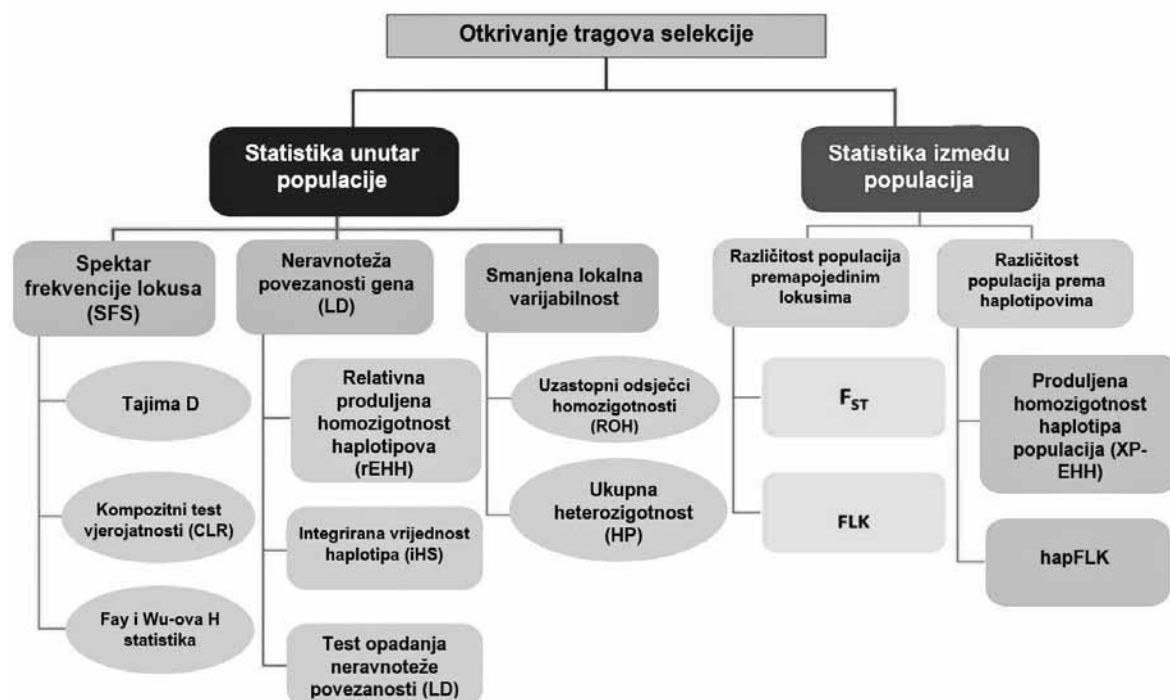 Otkrivanje tragova selekcije
Statistika unutar
populacije
Statistika između
populacija
Spektar
frekvencije lokusa
(SFS)
Neravnoteža
povezanosti gena
(LD)
Smanjena lokalna
varijabilnost
Različitost populacija
premapojedinim
lokusima
Različitost
populacija prema
haplotipovima
Tajima D
Kompozitni test
vjerojatnosti (CLR)
Fay i Wu-ova H
statistika
Relativna
produljena
homozigotnost
haplotipova
(rEHH)
Integrirana vrijednost
haplotipa (iHS)
Test opadanja
neravnoteže
povezanosti (LD)
Uzastopni odsječci
homozigotnosti
(ROH)
Ukupna
heterozigotnost
(HP)
FST
FLK
Produljena
homozigotnost
haplotipa
populacija (XP-
EHH)
hapFLK